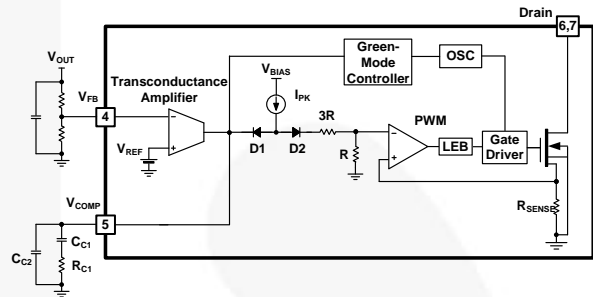 Drain
6,7
VOUT
VFB
4
Transconductance
Amplifier
VREF
VBIAS
IPK
Green-
Mode
Controller
OSC
D1
D2
3R
R
PWM
LEB
Gate
Driver
RSENSE
VCOMP
5
CC1
CC2
RC1